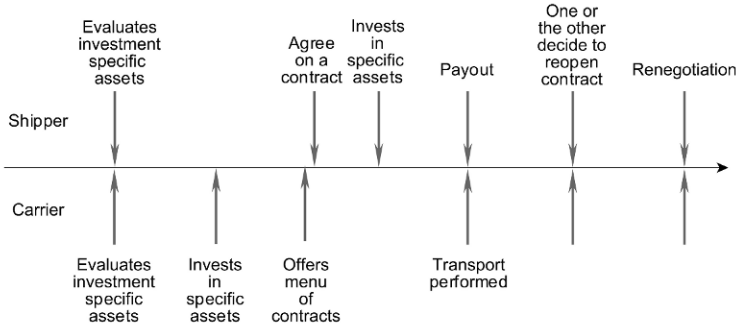 Evaluates
investment
specific
assets
Agree
on a
contract
Invests
in
specific
assets
Payout
One or
the other
decide to
reopen
contract
Renegotiation
Shipper
Carrier
Evaluates
investment
specific
assets
Invests
in
specific
assets
Offers
menu
of
contracts
Transport
performed